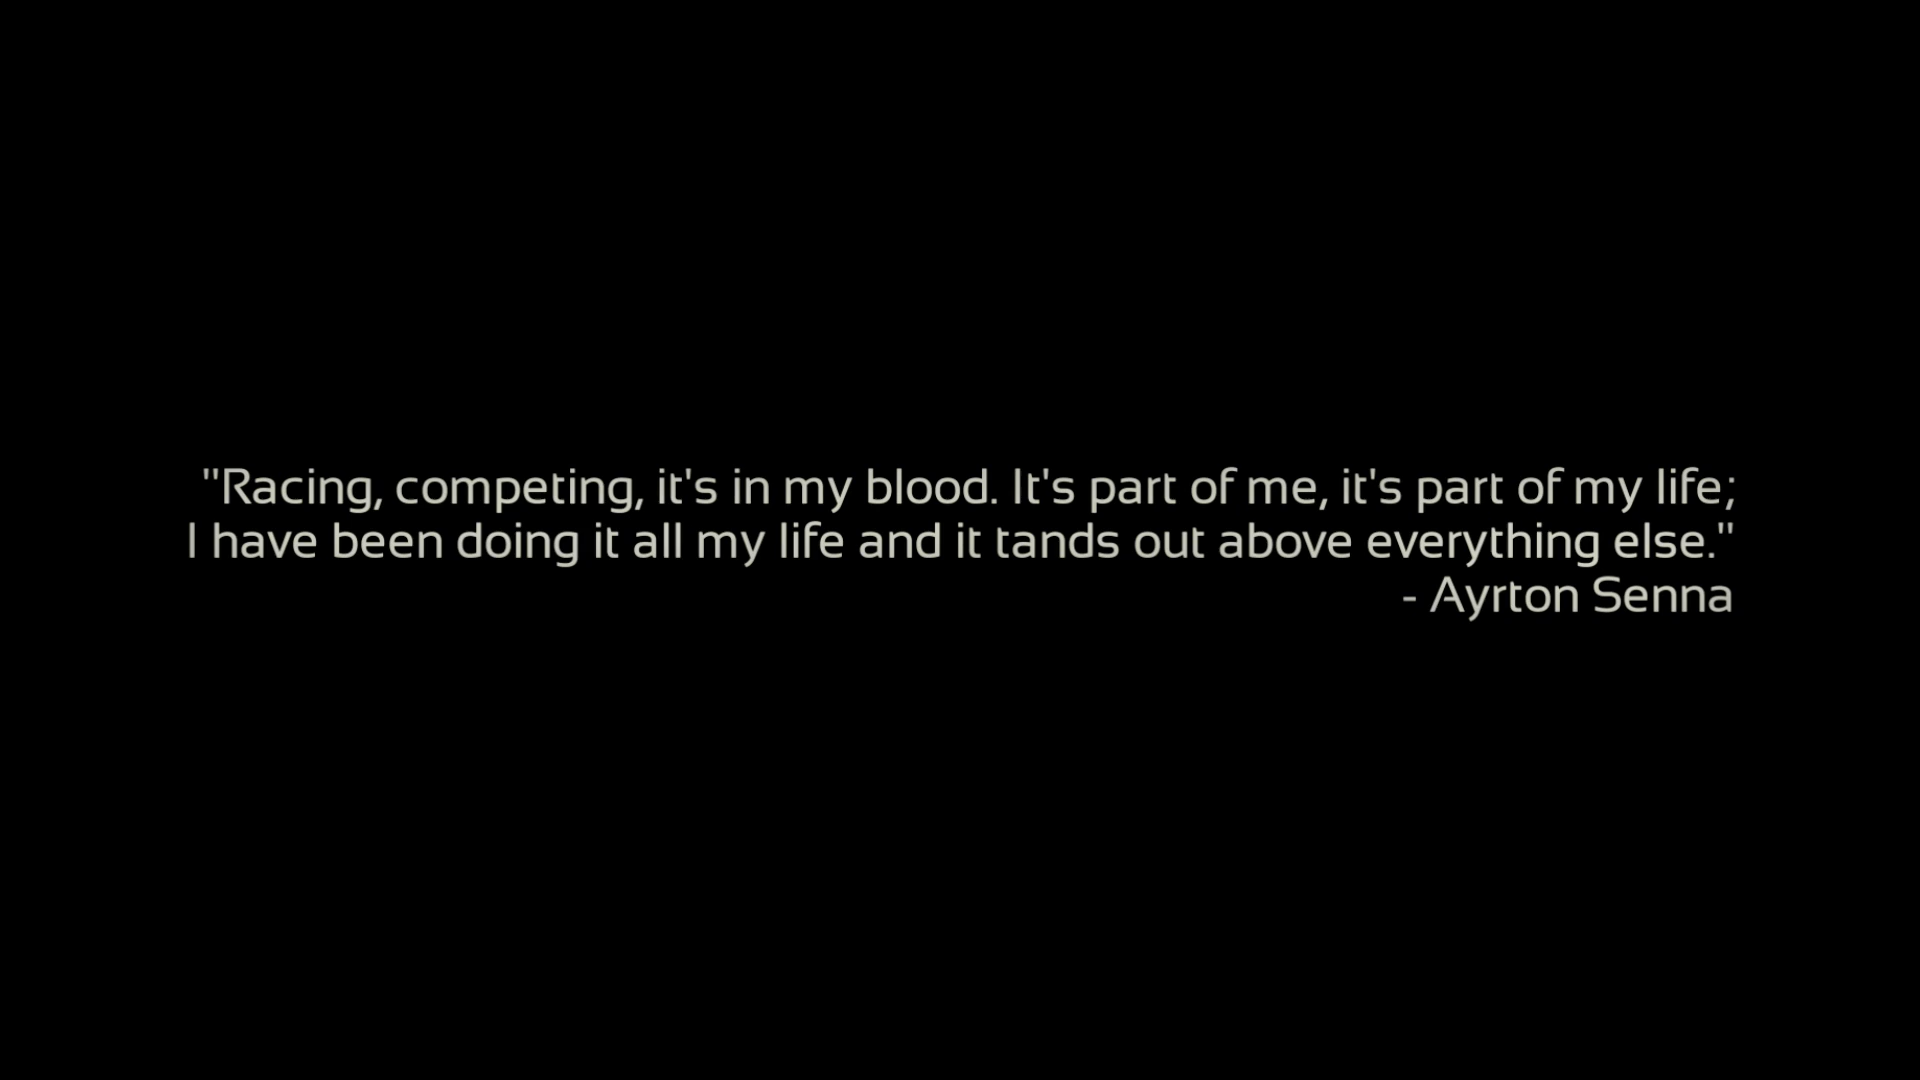 "Racing, competing, it's in my blood. It's part of me, it's part of my life;
I have been doing it all my life and it tands out above everything else."
- Ayrton Senna